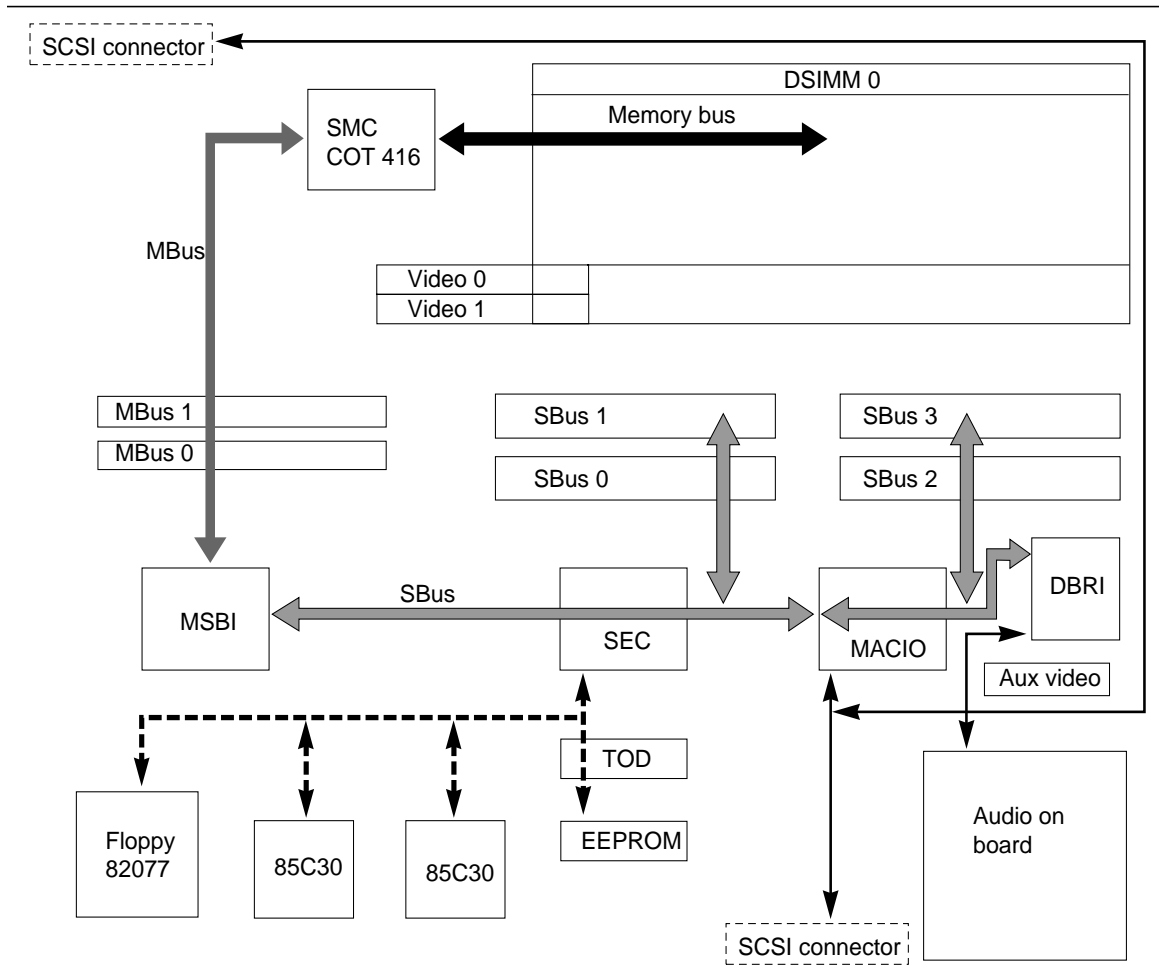 SCSI connector
DSIMM 0
Memory bus
SMC
COT 416
MBus
Video 0
Video 1
MBus 1
MBus 0
SBus 1
SBus 0
SBus 3
SBus 2
MSBI
SBus
SEC
MACIO
DBRI
Aux video
TOD
EEPROM
Floppy
82077
85C30
85C30
Audio on
board
SCSI connector